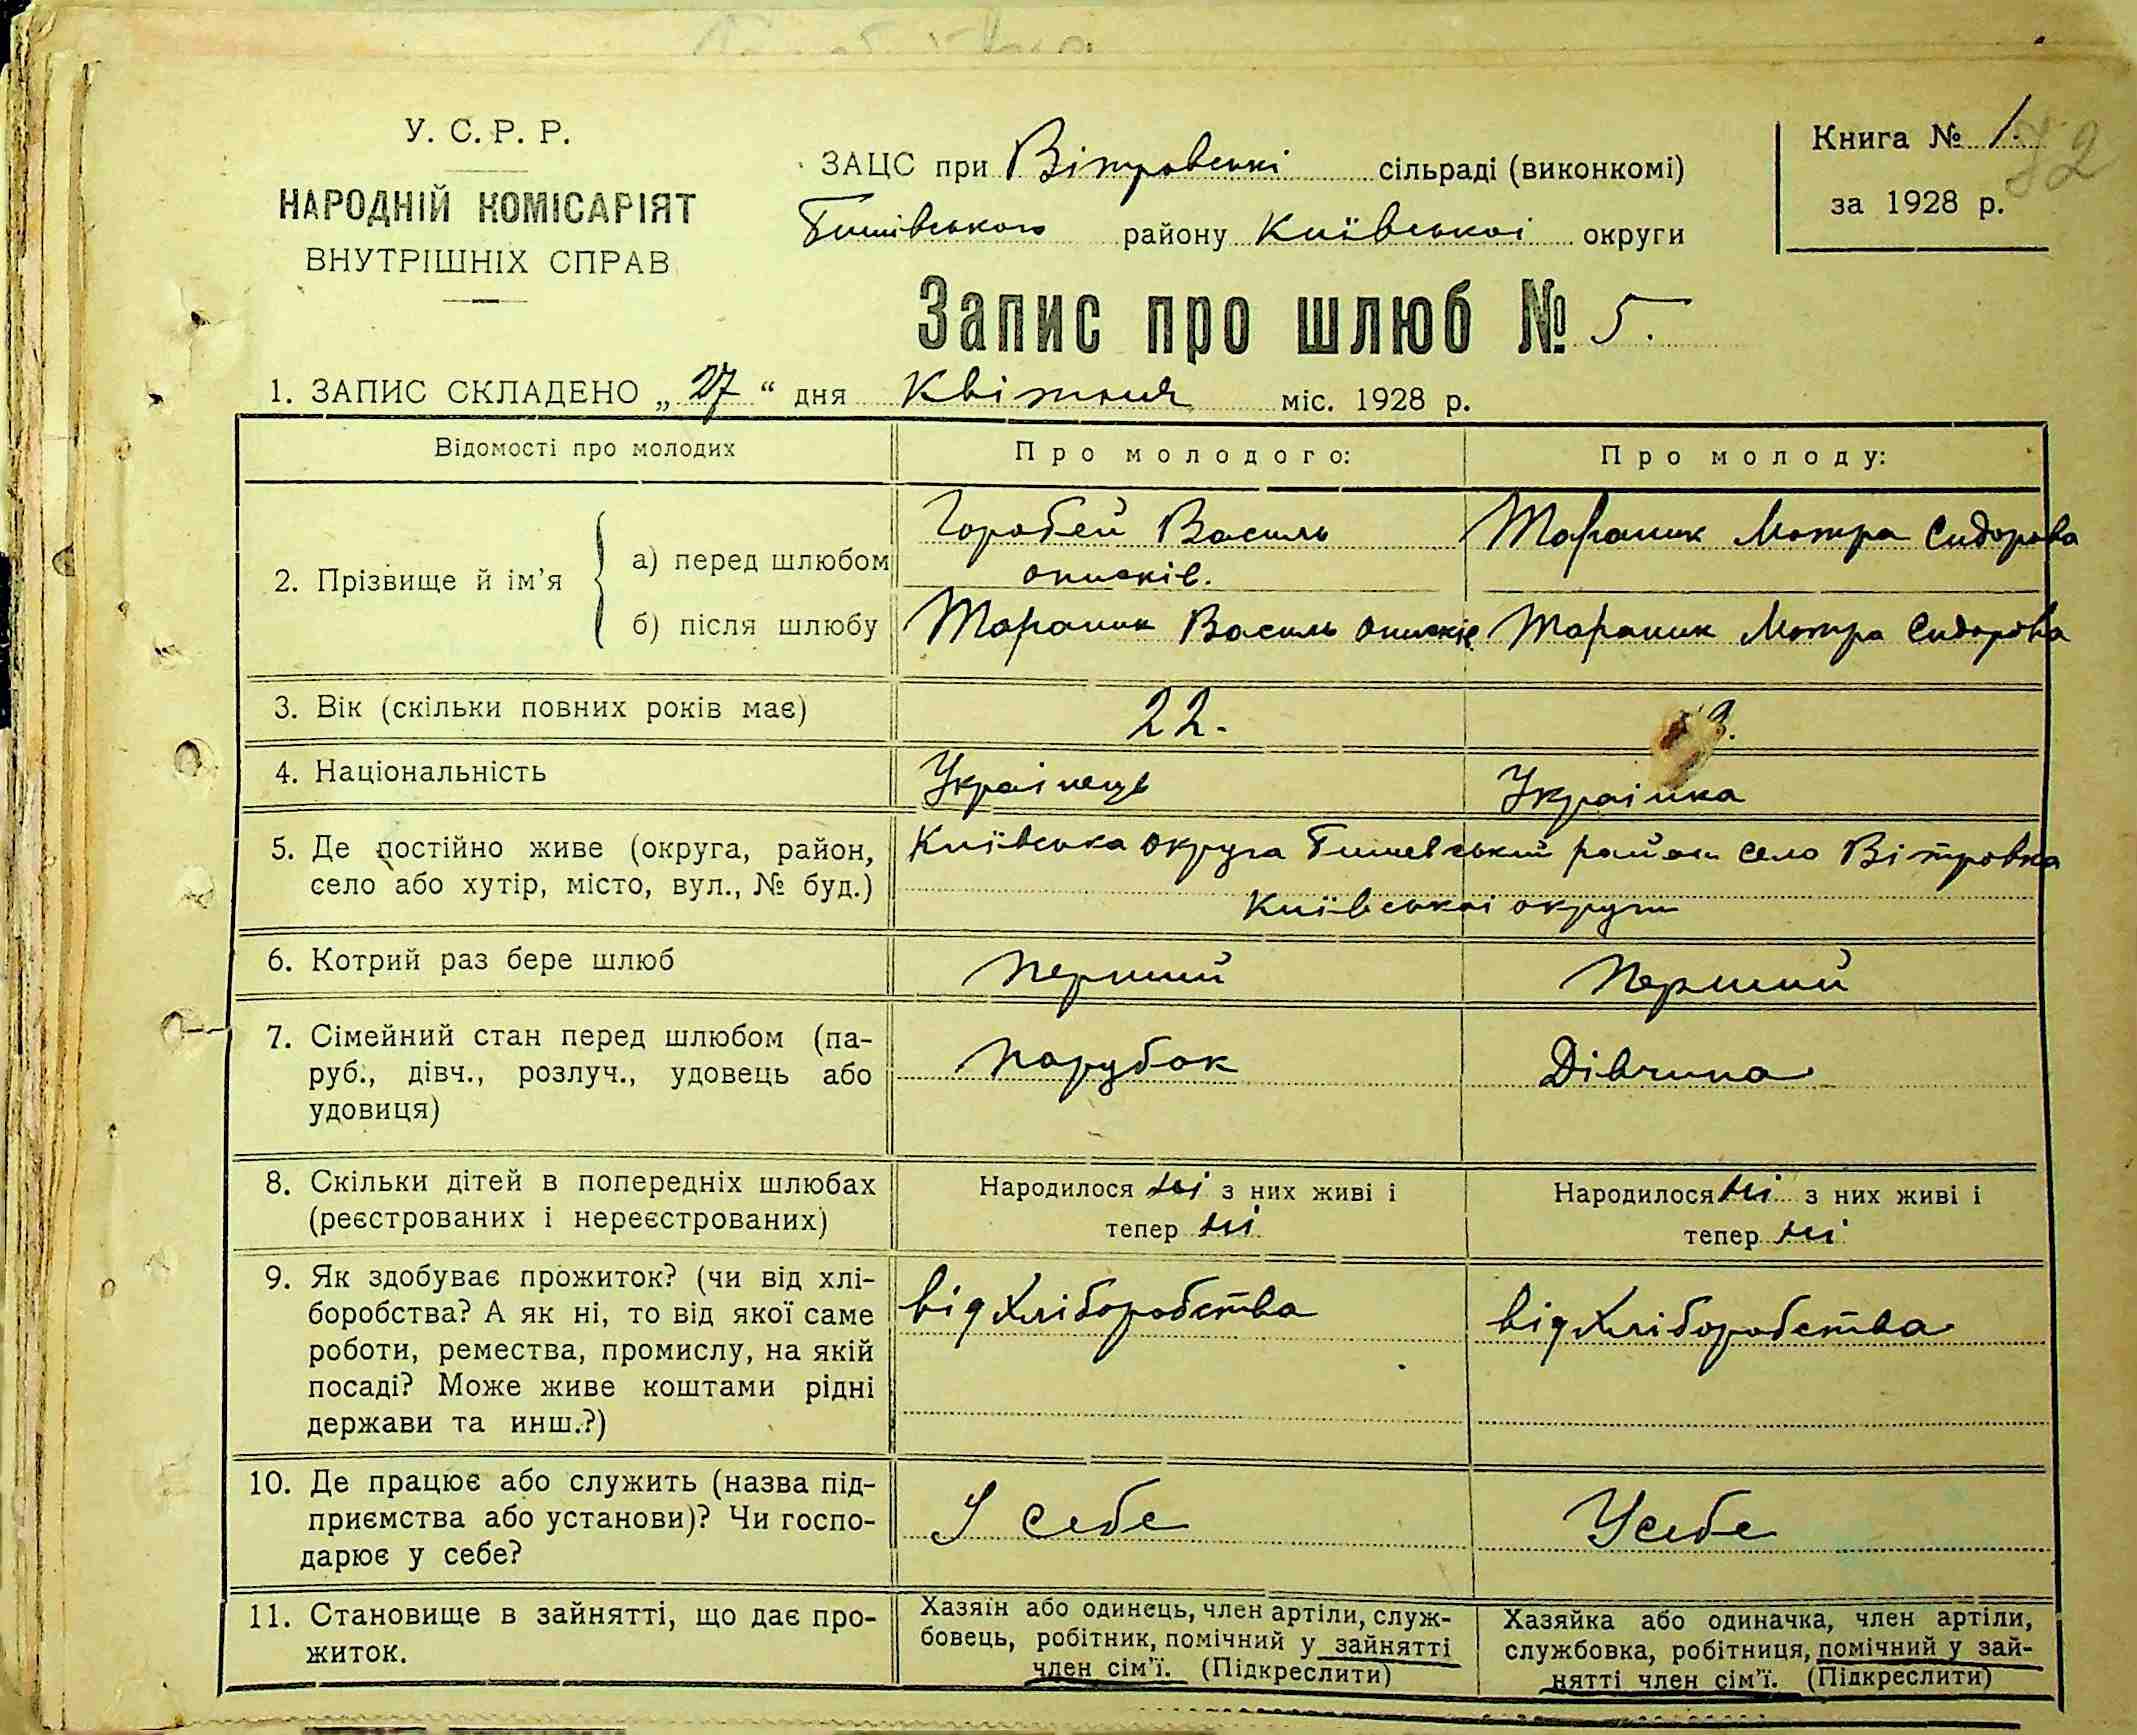 У. С. Р. Р.
НАРОДНІЙ КОМІСАРІЯТ
ВНУТРІШНІХ СПРАВ
ЗАЦС при Вітровські сільраді (виконкомі)
району Київськоі округи
Книга № 1.
за 1928 р.
Запис про шлюб № 5.
1. ЗАПИС СКЛАДЕНО „ 27 “ дня Квітня міс. 1928 р.
Відомості про молодих
Про молодого:
Про молоду:
2. Прізвище й ім’я
а) перед шлюбом
Горобей Василь
Тараник Мотря Сидорова
б) після шлюбу
Тараник Василь
Тараник Мотря Сидорова
3. Вік (скільки повних років має)
22.
4. Національність
Украінець
Украінка
5. Де постійно живе (округа, район,
село або хутір, місто, вул., № буд.)
Київська округа район село Вітровка
Київськоі округи
6. Котрий раз бере шлюб
Перший
Перший
7. Сімейний стан перед шлюбом (па-
руб., дівч., розлуч., удовець або
удовиця)
Парубок
Дівчина
8. Скільки дітей в попередніх шлюбах
(реєстрованих і нереєстрованих)
Народилося ні з них живі і
тепер ні
Народилося ні з них живі і
тепер ні
9. Як здобуває прожиток? (чи від хлі-
боробства? А як ні, то від якої саме
роботи, ремества, промислу, на якій
посаді? Може живе коштами рідні
держави та инш.?)
від Хліборобства
від Хліборобства
10. Де працює або служить (назва під-
приємства або установи)? Чи госпо-
дарює у себе?
У себе
У себе
11. Становище в зайнятті, що дає про-
житок.
Хазяїн або одинець, член артіли, служ-
бовець, робітник, помічний у зайнятті
член сім’ї. (Підкреслити)
Хазяйка або одиначка, член артіли,
службовка, робітниця, помічний у зай-
нятті член сім’ї. (Підкреслити)